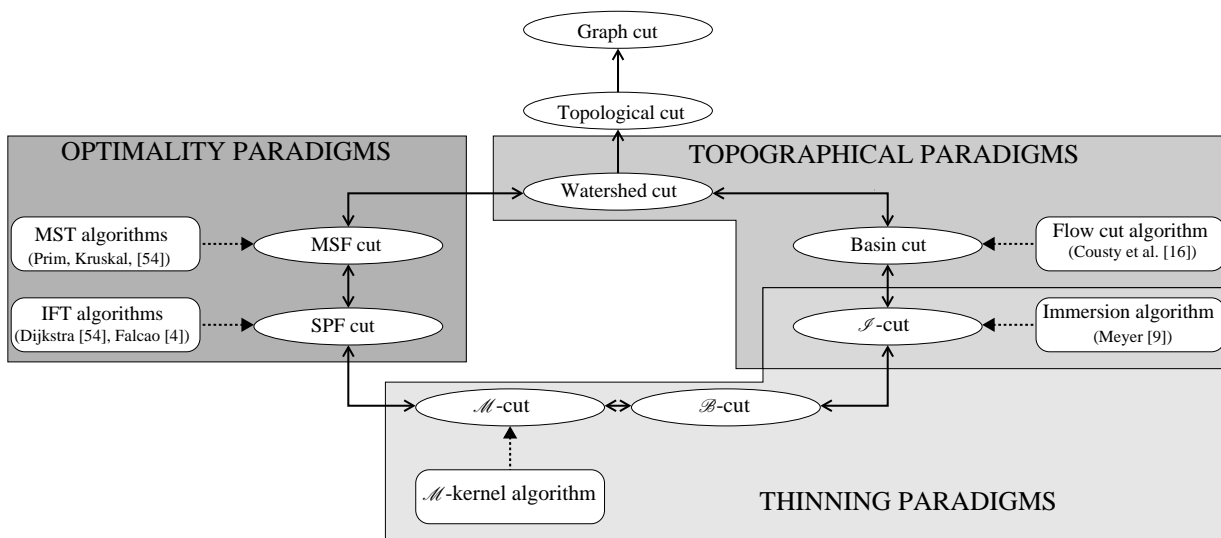 Graph cut
Topological cut
OPTIMALITY PARADIGMS
TOPOGRAPHICAL PARADIGMS
Watershed cut
MST algorithms
(Prim, Kruskal, [54])
MSF cut
Basin cut
Flow cut algorithm
(Cousty et al. [16])
IFT algorithms
(Dijkstra [54], Falcao [4])
SPF cut
ℐ-cut
Immersion algorithm
(Meyer [9])
ℳ-cut
ℬ-cut
ℳ-kernel algorithm
THINNING PARADIGMS